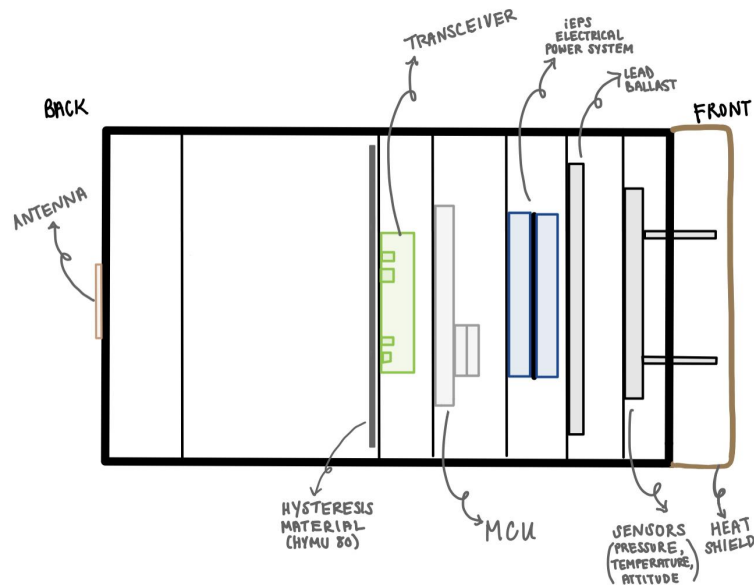 TRANSCEIVER
iEPS
ELECTRICAL
POWER SYSTEM
LEAD
BALLAST
BACK
FRONT
ANTENNA
HYSTERESIS
MATERIAL
(HYMU 80)
MCU
SENSORS
(PRESSURE,
TEMPERATURE,
ATTITUDE)
HEAT
SHIELD